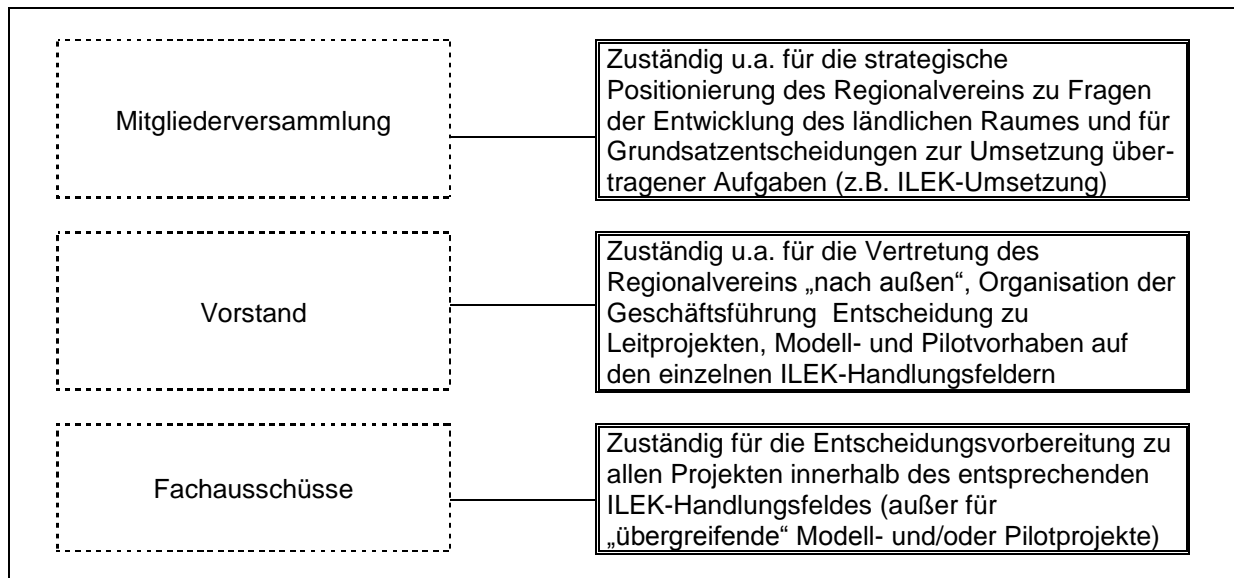 Mitgliederversammlung
Zuständig u.a. für die strategische
Positionierung des Regionalvereins zu Fragen
der Entwicklung des ländlichen Raumes und für
Grundsatzentscheidungen zur Umsetzung über-
tragener Aufgaben (z.B. ILEK-Umsetzung)
Vorstand
Zuständig u.a. für die Vertretung des
Regionalvereins „nach außen“, Organisation der
Geschäftsführung  Entscheidung zu
Leitprojekten, Modell- und Pilotvorhaben auf
den einzelnen ILEK-Handlungsfeldern
Fachausschüsse
Zuständig für die Entscheidungsvorbereitung zu
allen Projekten innerhalb des entsprechenden
ILEK-Handlungsfeldes (außer für
„übergreifende“ Modell- und/oder Pilotprojekte)